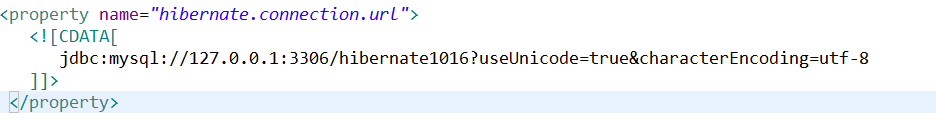 <property name="hibernate.connection.url">
<![CDATA[
jdbc:mysql://127.0.0.1:3306/hibernate1016?useUnicode=true&characterEncoding=utf-8
]]>
</property>